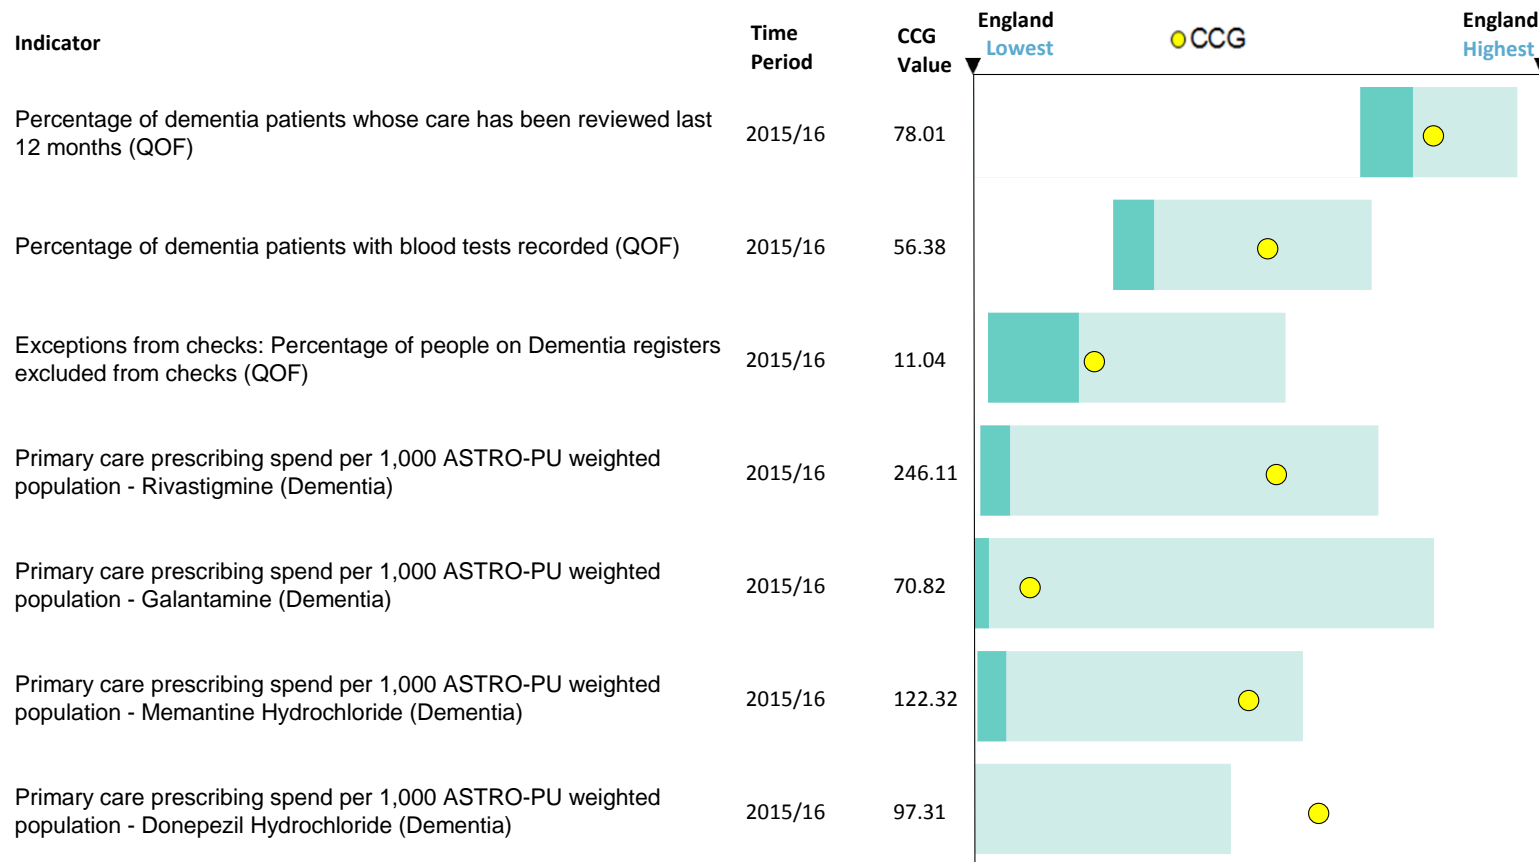 Indicator
Time
Period
CCG
Value
England
Lowest
CCG
England
Highest
Percentage of dementia patients whose care has been reviewed last
12 months (QOF)
2015/16
78.01
Percentage of dementia patients with blood tests recorded (QOF)
2015/16
56.38
Exceptions from checks: Percentage of people on Dementia registers
excluded from checks (QOF)
2015/16
11.04
Primary care prescribing spend per 1,000 ASTRO-PU weighted
population - Rivastigmine (Dementia)
2015/16
246.11
Primary care prescribing spend per 1,000 ASTRO-PU weighted
population - Galantamine (Dementia)
2015/16
70.82
Primary care prescribing spend per 1,000 ASTRO-PU weighted
population - Memantine Hydrochloride (Dementia)
2015/16
122.32
Primary care prescribing spend per 1,000 ASTRO-PU weighted
population - Donepezil Hydrochloride (Dementia)
2015/16
97.31